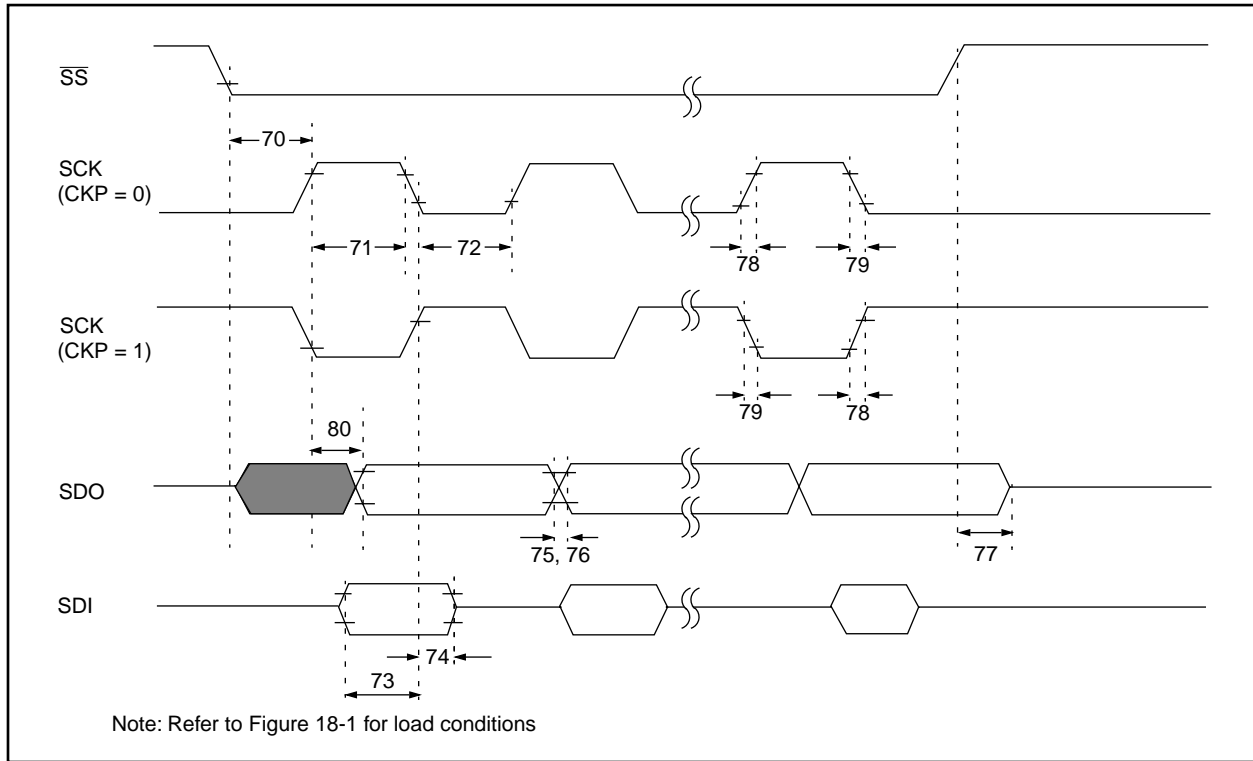 SS
70
SCK
(CKP = 0)
71
72
78
79
SCK
(CKP = 1)
79
78
80
SDO
75, 76
77
SDI
74
73
Note: Refer to Figure 18-1 for load conditions